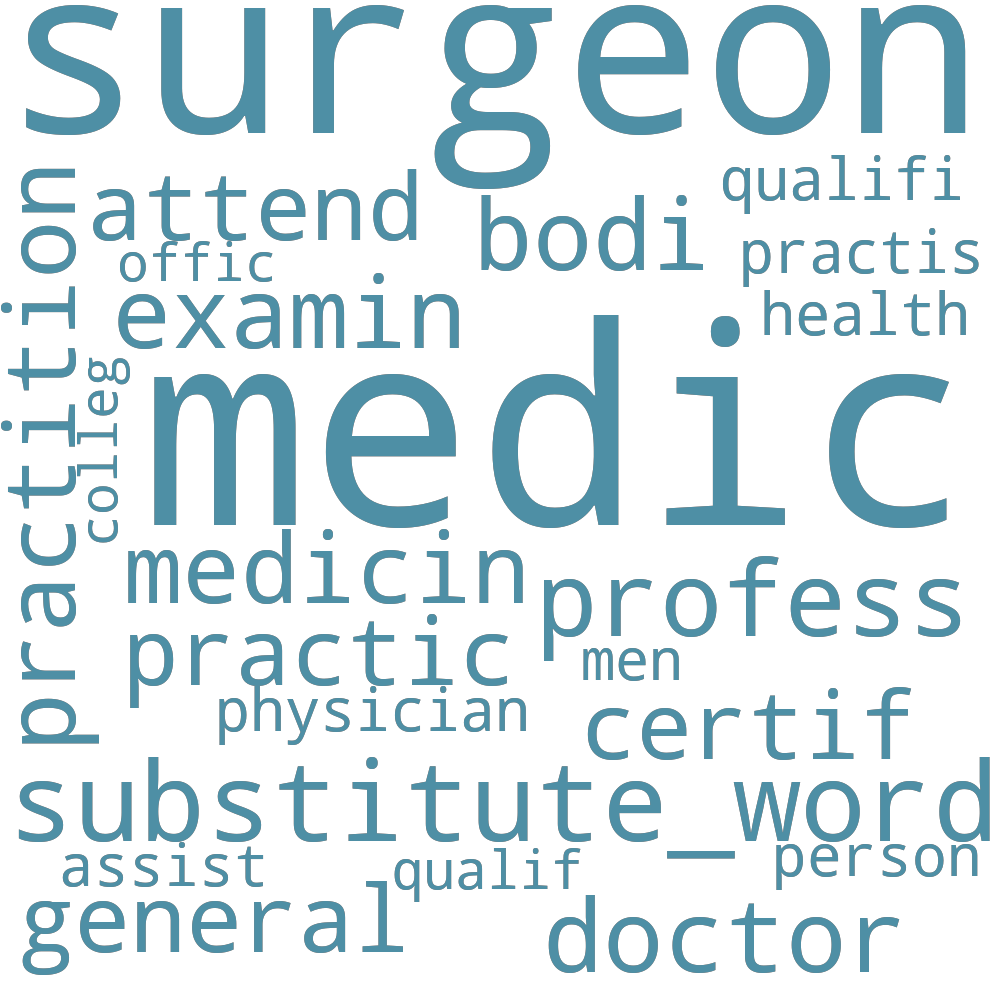 surgeon
attend
qualifi
bodi
practis
offic
examin
health
practition
colleg
medic
medicin
profess
practic
men
physician
certif
substitute_word
assist
qualif
person
general
doctor